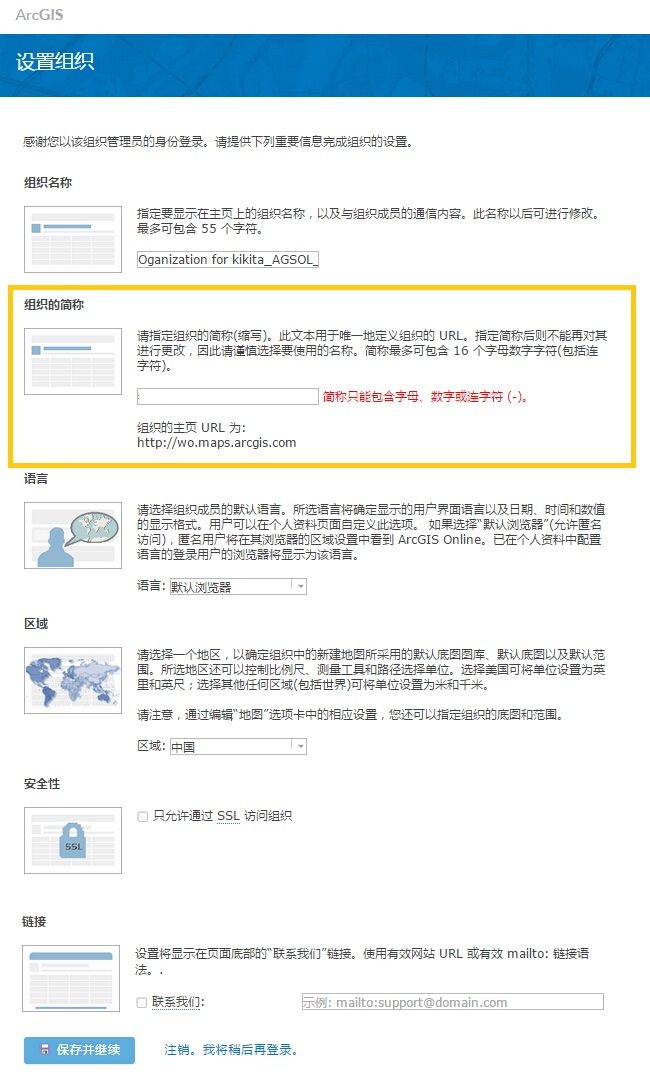 ArcGIS
设置组织
感谢您以该组织管理员的身份登录。请提供下列重要信息完成组织的设置。
组织名称
指定要显示在主页上的组织名称，以及与组织成员的通信内容。此名称以后可进行修改。
最多可包含 55 个字符。
Oganization for kikita_AGSOL_
组织的简称
请指定组织的简称(缩写)。此文本用于唯一地定义组织的 URL。指定简称后则不能再对其
进行更改，因此请谨慎选择要使用的名称。简称最多可包含 16 个字母数字字符(包括连
字符)。
简称只能包含字母、数字或连字符 (-)。
组织的主页 URL 为:
http://wo.maps.arcgis.com
语言
请选择组织成员的默认语言。所选语言将确定显示的用户界面语言以及日期、时间和数值
的显示格式。用户可以在个人资料页面自定义此选项。 如果选择“默认浏览器”(允许匿名
访问)，匿名用户将在其浏览器的区域设置中看到 ArcGIS Online。已在个人资料中配置
语言的登录用户的浏览器将显示为该语言。
语言: 默认浏览器
区域
请选择一个地区，以确定组织中的新建地图所采用的默认底图图库、默认底图以及默认范
围。所选地区还可以控制比例尺、测量工具和路径选择单位。选择美国可将单位设置为英
里和英尺；选择其他任何区域(包括世界)可将单位设置为米和千米。
请注意，通过编辑“地图”选项卡中的相应设置，您还可以指定组织的底图和范围。
区域: 中国
安全性
SSL
只允许通过 SSL 访问组织
链接
设置将显示在页面底部的“联系我们”链接。使用有效网站 URL 或有效 mailto: 链接语
法。.
联系我们: 示例: mailto:support@domain.com
保存并继续 注销。我将稍后再登录。